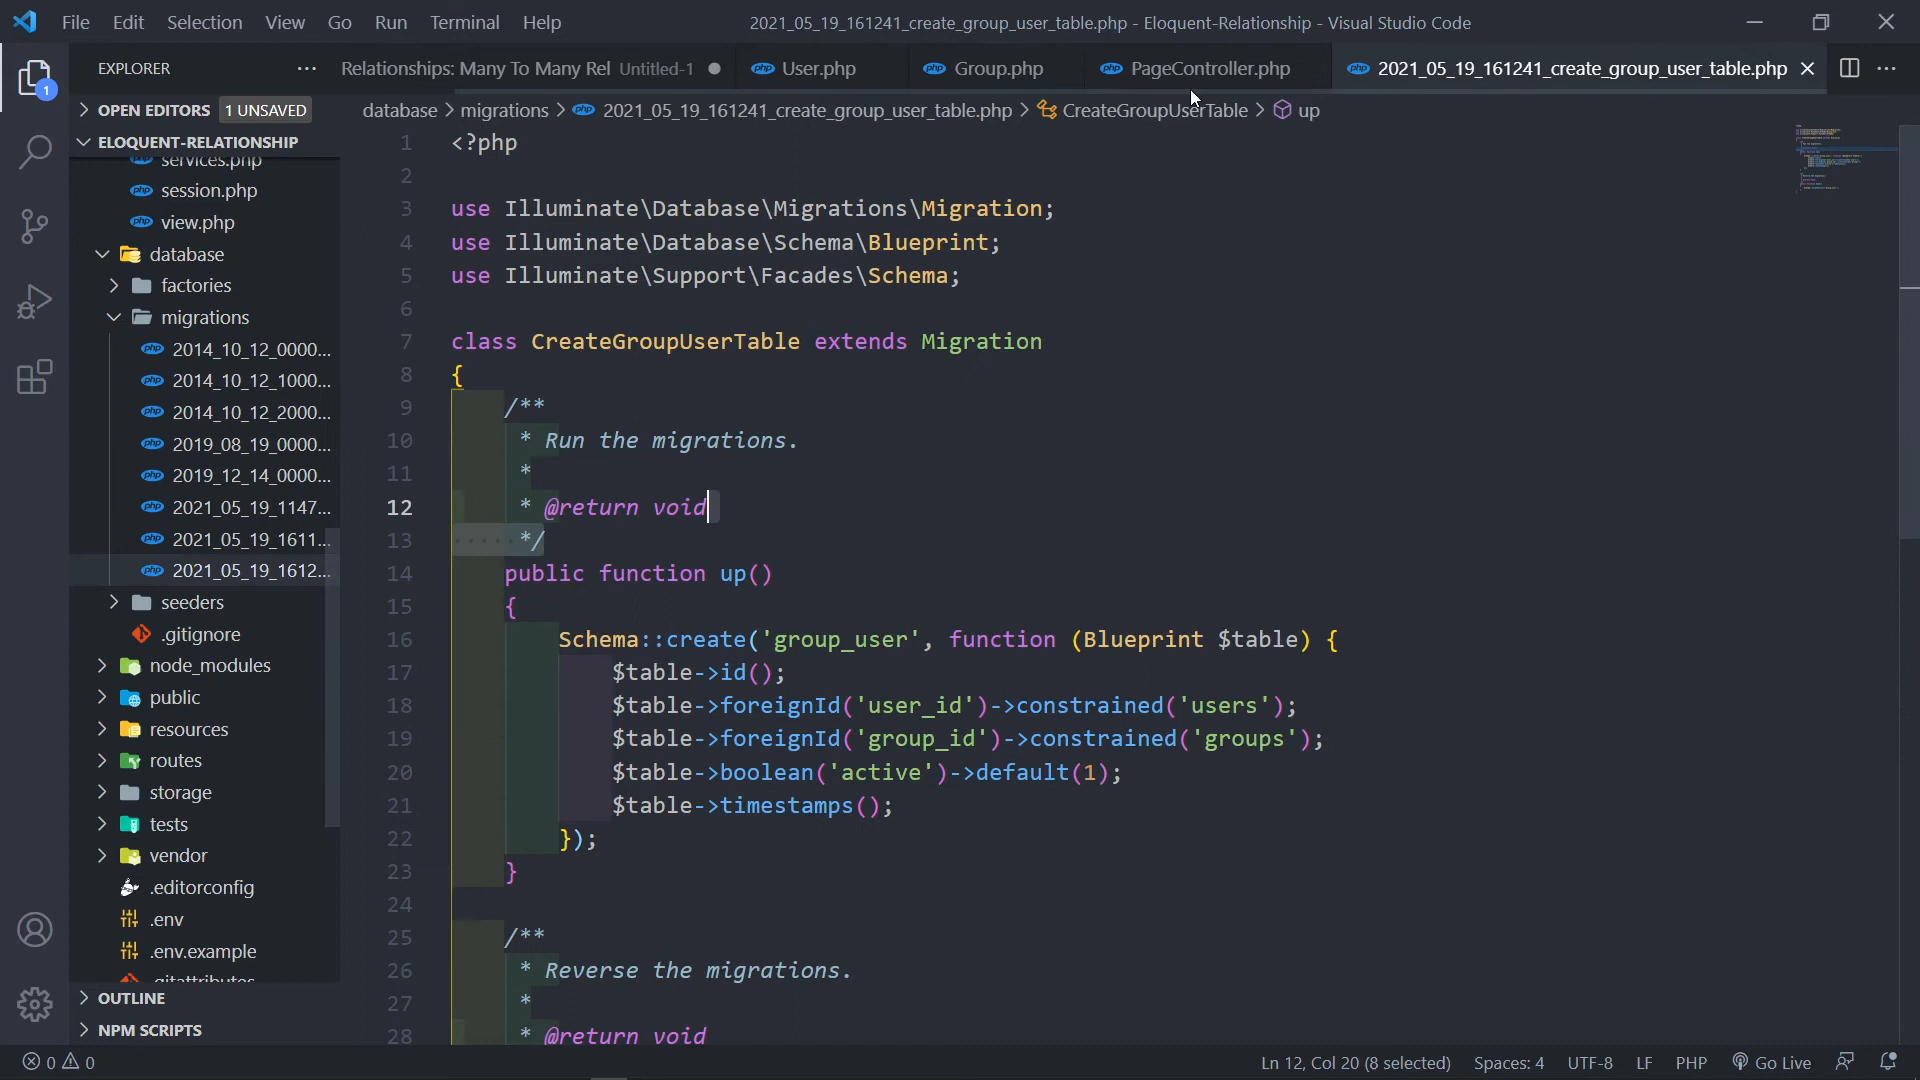 File Edit Selection View Go Run Terminal Help 2021_05_19_161241_create_group_user_table.php - Eloquent-Relationship - Visual Studio Code
EXPLORER
Relationships: Many To Many Rel Untitled-1 User.php Group.php PageController.php 2021_05_19_161241_create_group_user_table.php
OPEN EDITORS 1 UNSAVED
database > migrations > 2021_05_19_161241_create_group_user_table.php > CreateGroupUserTable > up
ELOQUENT-RELATIONSHIP
services.php
session.php
view.php
database
factories
migrations
2014_10_12_0000...
2014_10_12_1000...
2014_10_12_2000...
2019_08_19_0000...
2019_12_14_0000...
2021_05_19_1147...
2021_05_19_1611...
2021_05_19_1612...
seeders
.gitignore
node_modules
public
resources
routes
storage
tests
vendor
.editorconfig
.env
.env.example
.gitattributes
OUTLINE
NPM SCRIPTS
1 <?php
2
3 use Illuminate\Database\Migrations\Migration;
4 use Illuminate\Database\Schema\Blueprint;
5 use Illuminate\Support\Facades\Schema;
6
7 class CreateGroupUserTable extends Migration
8 {
9 /**
10 * Run the migrations.
11 *
12 * @return void
13 ·····*/
14 public function up()
15 {
16 Schema::create('group_user', function (Blueprint $table) {
17 $table->id();
18 $table->foreignId('user_id')->constrained('users');
19 $table->foreignId('group_id')->constrained('groups');
20 $table->boolean('active')->default(1);
21 $table->timestamps();
22 });
23 }
24
25 /**
26 * Reverse the migrations.
27 *
28 * @return void
1
0 0 Ln 12, Col 20 (8 selected) Spaces: 4 UTF-8 LF PHP Go Live